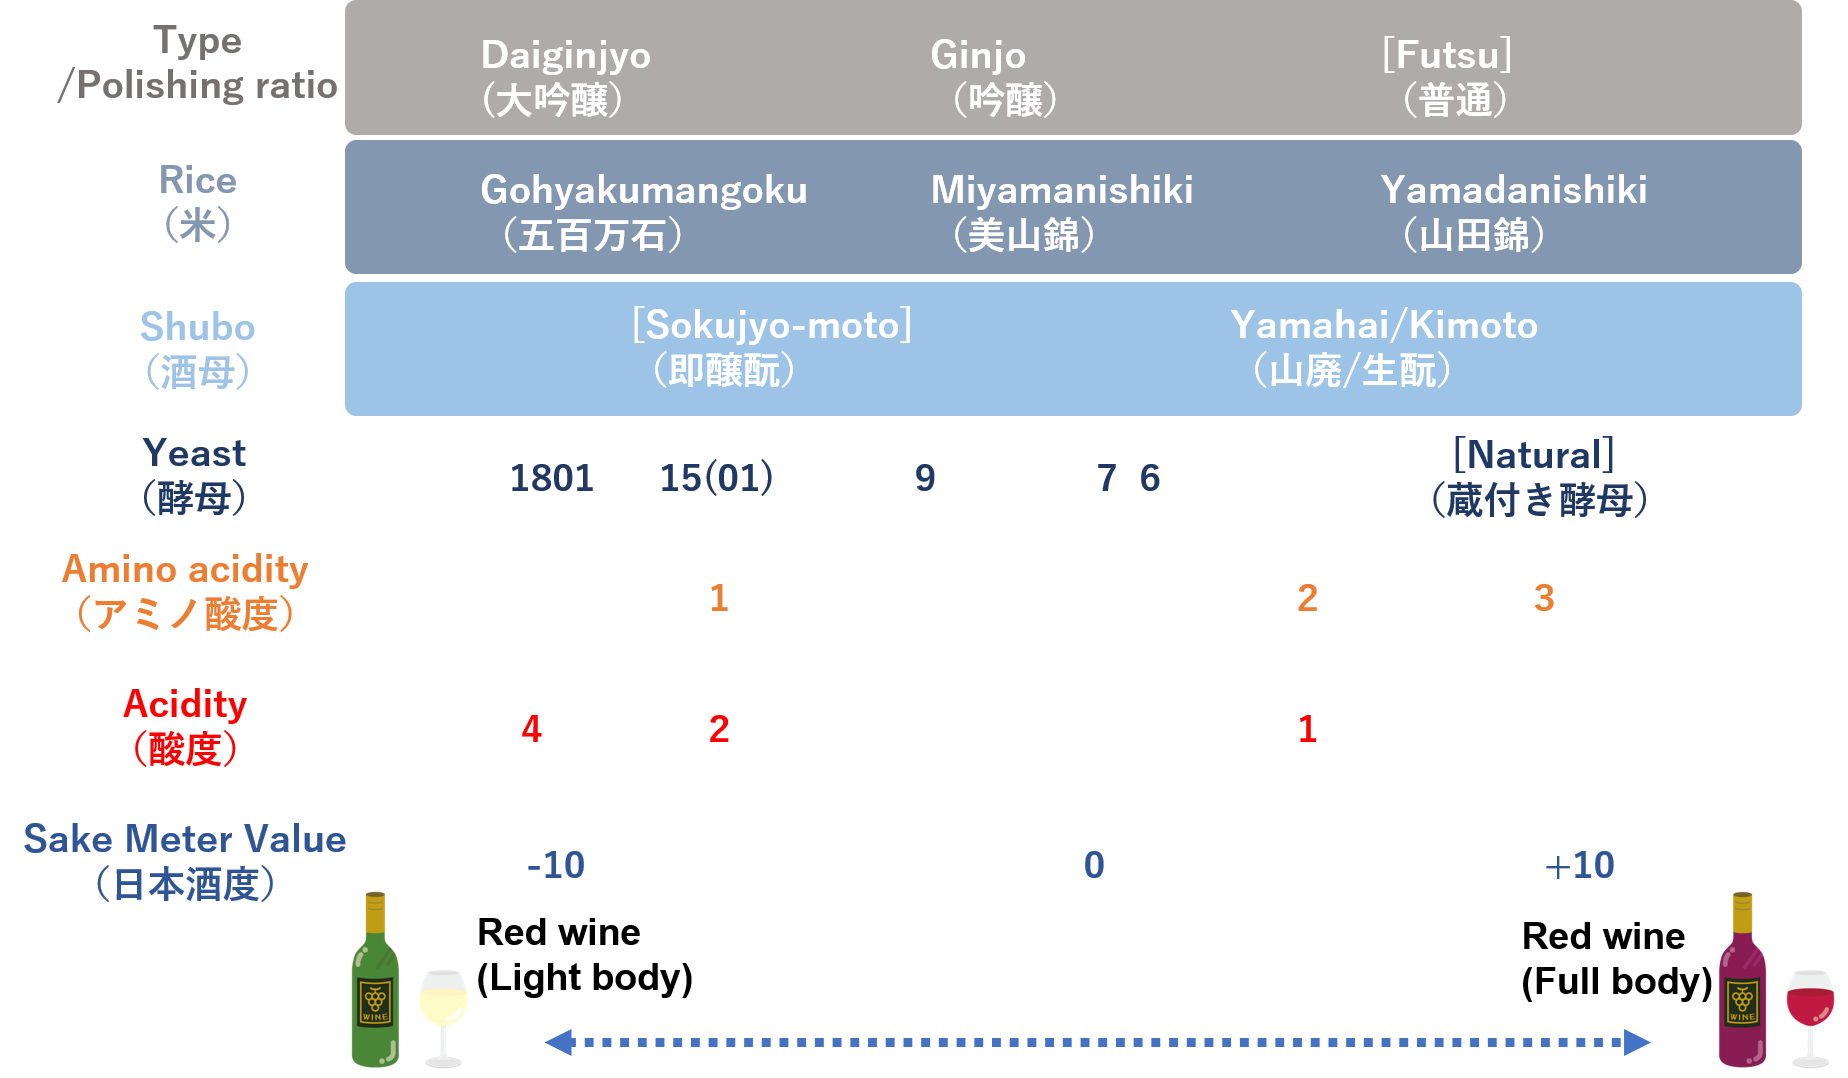 Type
/Polishing ratio
Daiginjyo
(大吟醸)
Ginjo
（吟醸）
[Futsu]
（普通）
Rice
（米）
Gohyakumangoku
（五百万石）
Miyamanishiki
（美山錦）
Yamadanishiki
（山田錦）
Shubo
（酒母）
[Sokujyo-moto]
（即醸酛）
Yamahai/Kimoto
（山廃/生酛）
Yeast
（酵母）
1801
15(01)
9
7 6
[Natural]
（蔵付き酵母）
Amino acidity
（アミノ酸度）
1
2
3
Acidity
（酸度）
4
2
1
Sake Meter Value
（日本酒度）
-10
0
+10
Red wine
(Light body)
Red wine
(Full body)
WINE
WINE